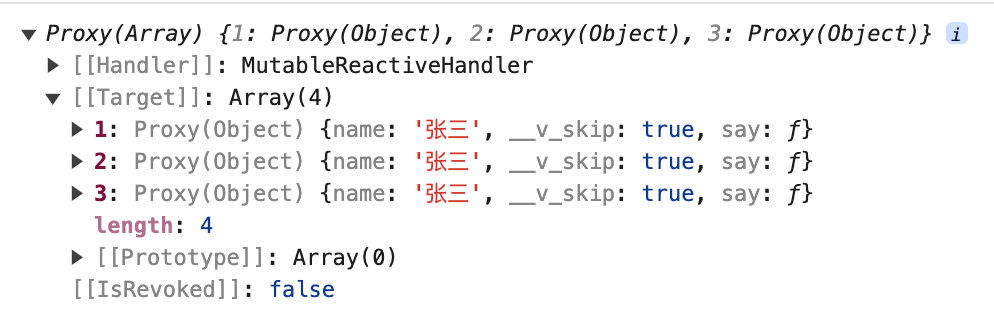 ▼ Proxy(Array) {1: Proxy(Object), 2: Proxy(Object), 3: Proxy(Object)} i
▶ [[Handler]]: MutableReactiveHandler
▼ [[Target]]: Array(4)
▶ 1: Proxy(Object) {name: '张三', __v_skip: true, say: ƒ}
▶ 2: Proxy(Object) {name: '张三', __v_skip: true, say: ƒ}
▶ 3: Proxy(Object) {name: '张三', __v_skip: true, say: ƒ}
length: 4
▶ [[Prototype]]: Array(0)
[[IsRevoked]]: false